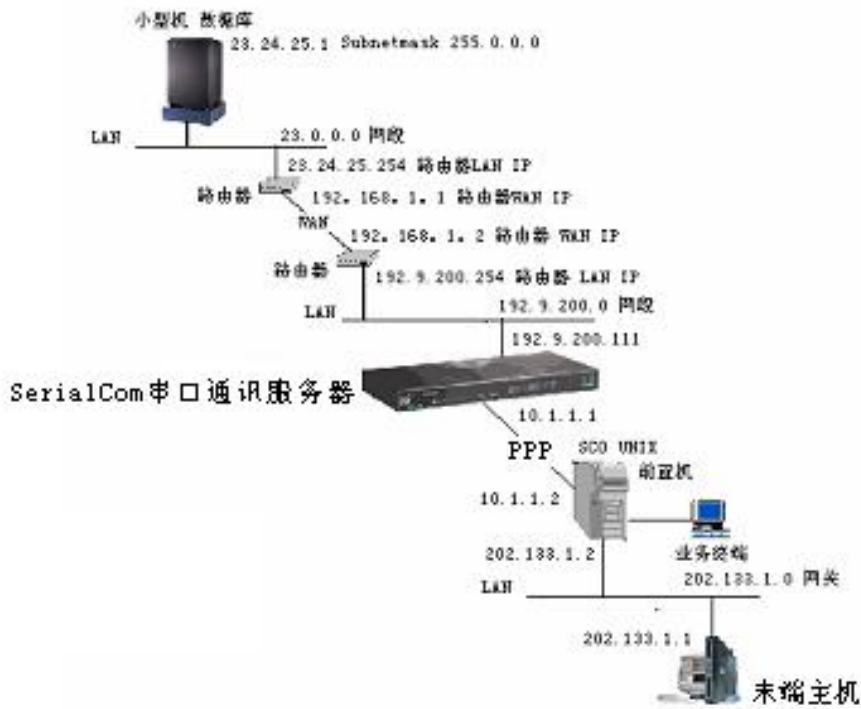 小型机 数据库
23.24.25.1 Subnetmask 255.0.0.0
LAN
23.0.0.0 网段
23.24.25.254 路由器LAN IP
路由器
192。168。1。1 路由器WAN IP
WAN
192。168。1。2 路由器 WAN IP
路由器
192.9.200.254 路由器 LAN IP
LAN
192.9.200.0 网段
192.9.200.111
SerialCom串口通讯服务器
10.1.1.1
PPP
SCO UNIX
前置机
10.1.1.2
202.133.1.2
业务终端
202.133.1.0 网关
LAN
202.133.1.1
末端主机